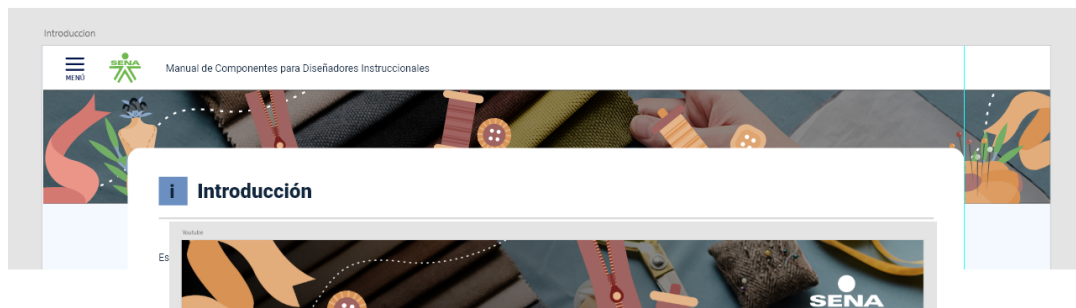 Introduccion
MENÚ
SENA
Manual de Componentes para Diseñadores Instruccionales
i
Introducción
Youtube
Es
SENA